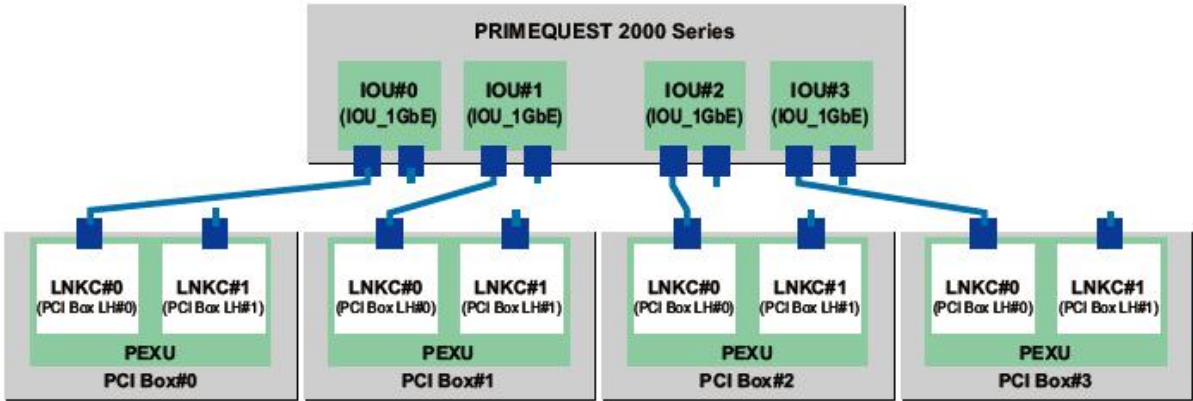 PRIMEQUEST 2000 Series
IOU#0
(IOU_1GbE)
IOU#1
(IOU_1GbE)
IOU#2
(IOU_1GbE)
IOU#3
(IOU_1GbE)
LNKC#0
(PCI Box LH#0)
LNKC#1
(PCI Box LH#1)
PEXU
PCI Box#0
LNKC#0
(PCI Box LH#0)
LNKC#1
(PCI Box LH#1)
PEXU
PCI Box#1
LNKC#0
(PCI Box LH#0)
LNKC#1
(PCI Box LH#1)
PEXU
PCI Box#2
LNKC#0
(PCI Box LH#0)
LNKC#1
(PCI Box LH#1)
PEXU
PCI Box#3